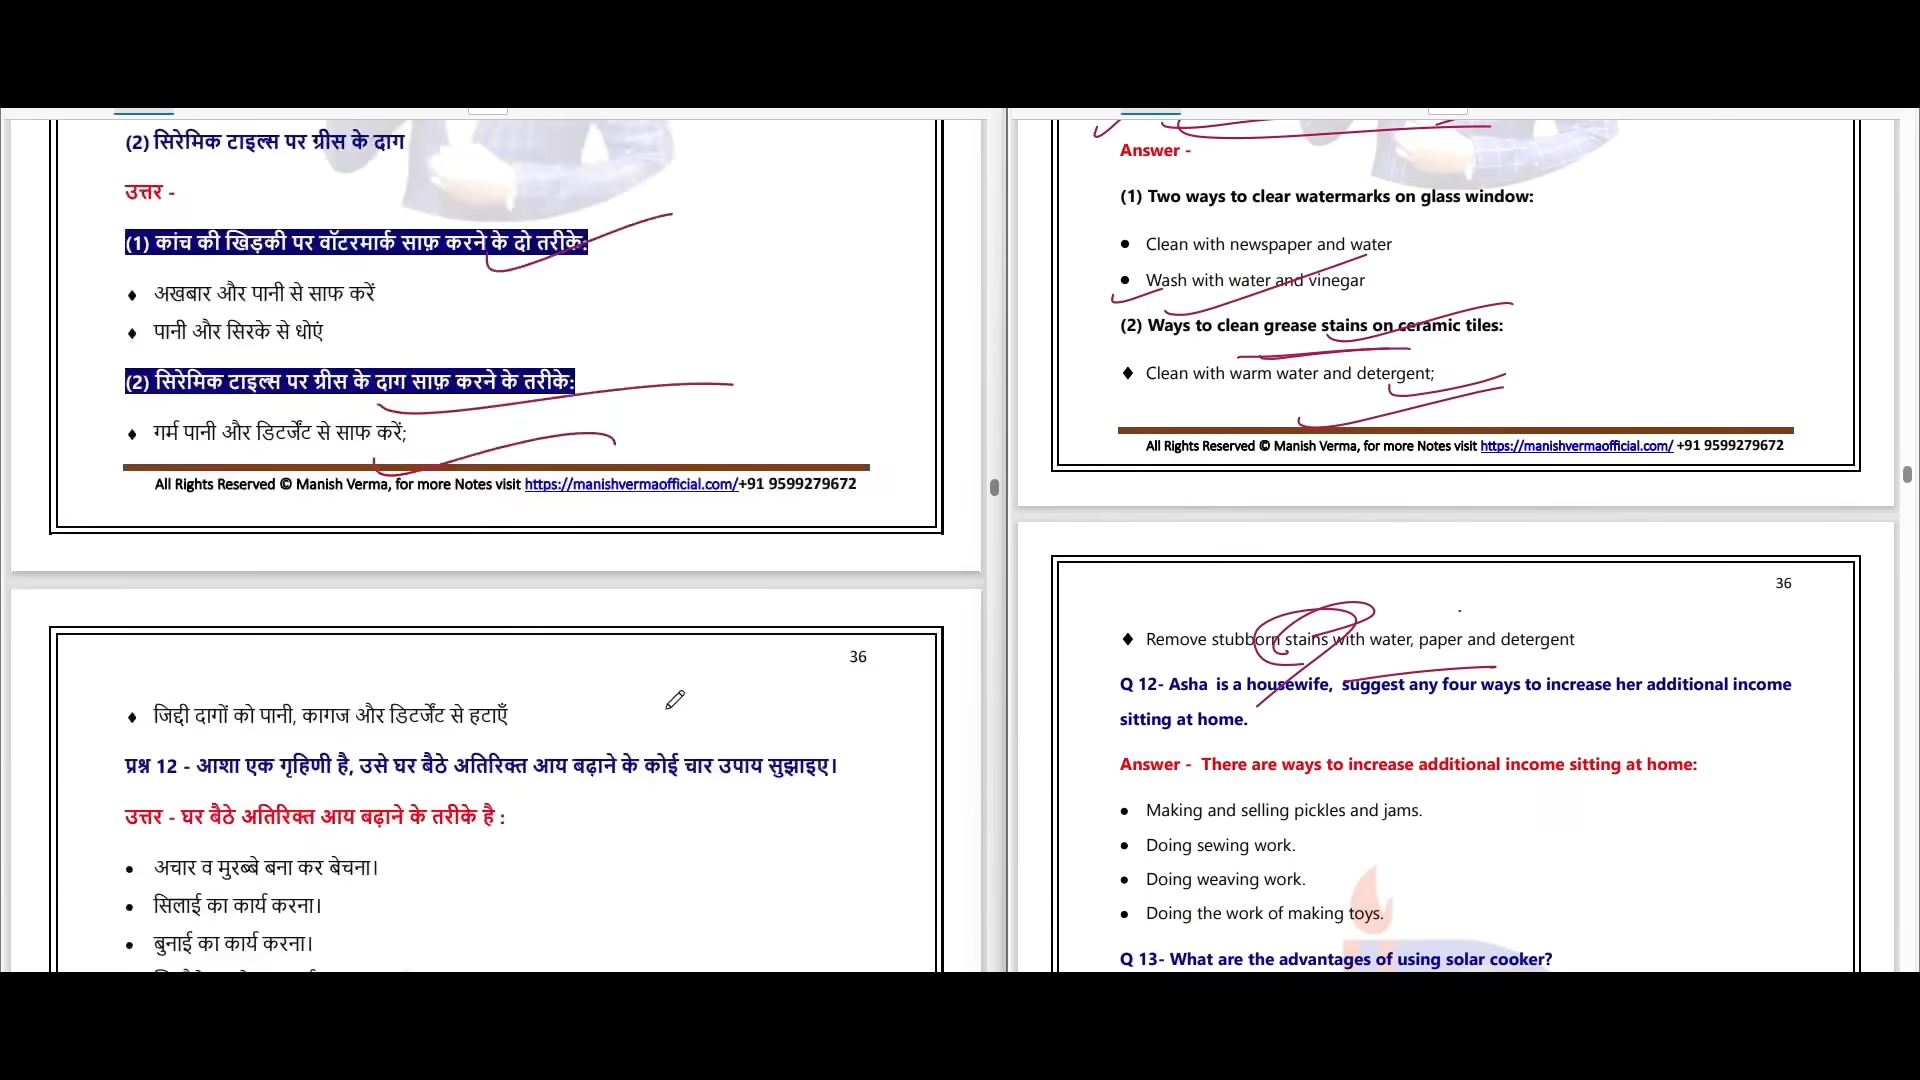 (2) सिरेमिक टाइल्स पर ग्रीस के दाग
उत्तर -
(1) कांच की खिड़की पर वॉटरमार्क साफ़ करने के दो तरीके:
♦ अखबार और पानी से साफ करें
♦ पानी और सिरके से धोएं
(2) सिरेमिक टाइल्स पर ग्रीस के दाग साफ़ करने के तरीके:
♦ गर्म पानी और डिटर्जेंट से साफ करें;
All Rights Reserved © Manish Verma, for more Notes visit https://manishvermaofficial.com/+91 9599279672
36
♦ जिद्दी दागों को पानी, कागज और डिटर्जेंट से हटाएँ
प्रश्न 12 - आशा एक गृहिणी है, उसे घर बैठे अतिरिक्त आय बढ़ाने के कोई चार उपाय सुझाइए।
उत्तर - घर बैठे अतिरिक्त आय बढ़ाने के तरीके है :
• अचार व मुरब्बे बना कर बेचना।
• सिलाई का कार्य करना।
• बुनाई का कार्य करना।
Answer -
(1) Two ways to clear watermarks on glass window:
• Clean with newspaper and water
• Wash with water and vinegar
(2) Ways to clean grease stains on ceramic tiles:
♦ Clean with warm water and detergent;
All Rights Reserved © Manish Verma, for more Notes visit https://manishvermaofficial.com/ +91 9599279672
36
♦ Remove stubborn stains with water, paper and detergent
Q 12- Asha is a housewife, suggest any four ways to increase her additional income
sitting at home.
Answer - There are ways to increase additional income sitting at home:
• Making and selling pickles and jams.
• Doing sewing work.
• Doing weaving work.
• Doing the work of making toys.
Q 13- What are the advantages of using solar cooker?